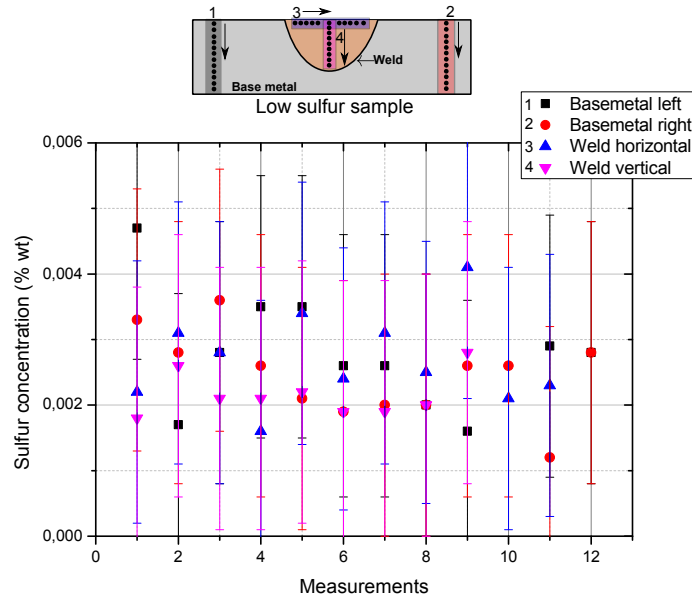 1 3 2
4
Weld
Base metal
Low sulfur sample
1 Basemetal left
2 Basemetal right
3 Weld horizontal
4 Weld vertical
0,006
0,004
0,002
0,000
Sulfur concentration (% wt)
0 2 4 6 8 10 12
Measurements